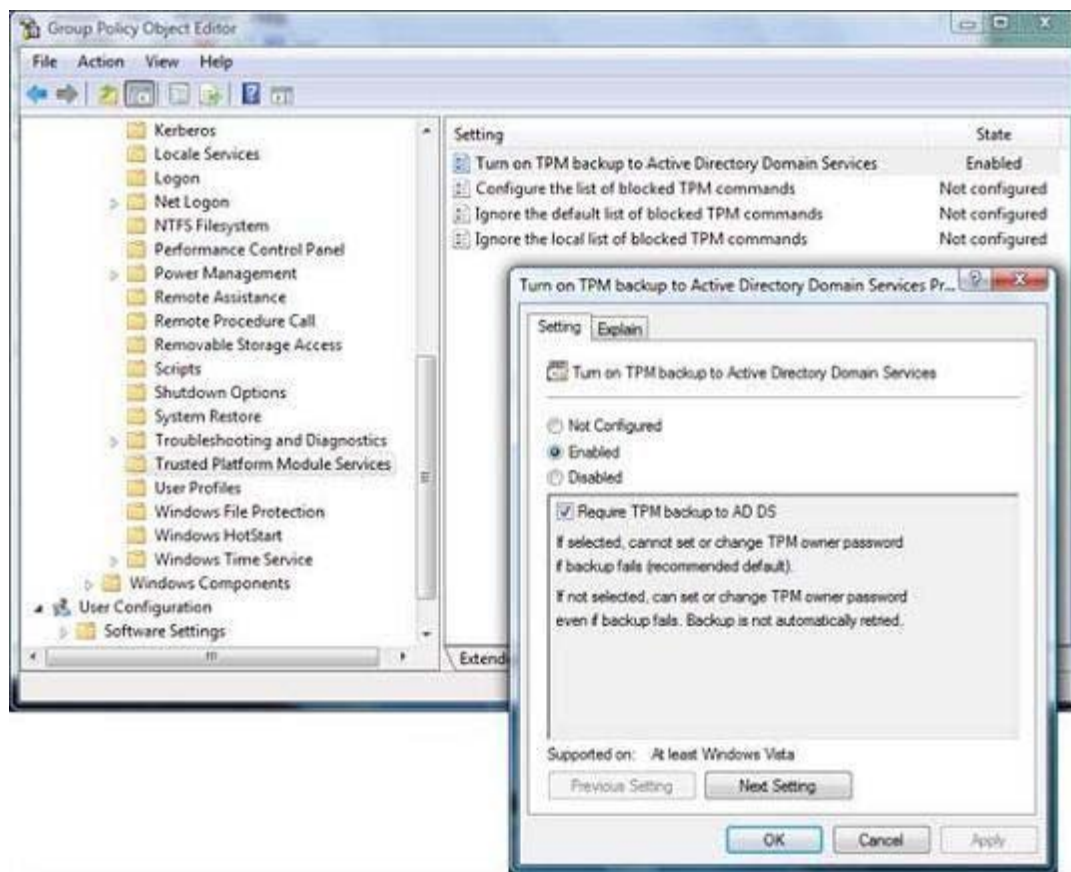 Group Policy Object Editor
File Action View Help
Kerberos
Locale Services
Logon
Net Logon
NTFS Filesystem
Performance Control Panel
Power Management
Remote Assistance
Remote Procedure Call
Removable Storage Access
Scripts
Shutdown Options
System Restore
Troubleshooting and Diagnostics
Trusted Platform Module Services
User Profiles
Windows File Protection
Windows HotStart
Windows Time Service
Windows Components
User Configuration
Software Settings
Setting State
Turn on TPM backup to Active Directory Domain Services Enabled
Configure the list of blocked TPM commands Not configured
Ignore the default list of blocked TPM commands Not configured
Ignore the local list of blocked TPM commands Not configured
Extend
Turn on TPM backup to Active Directory Domain Services Pr...
Setting Explain
Turn on TPM backup to Active Directory Domain Services
Not Configured
Enabled
Disabled
Require TPM backup to AD DS
If selected, cannot set or change TPM owner password
if backup fails (recommended default).
If not selected, can set or change TPM owner password
even if backup fails. Backup is not automatically retried.
Supported on: At least Windows Vista
Previous Setting Next Setting
OK Cancel Apply